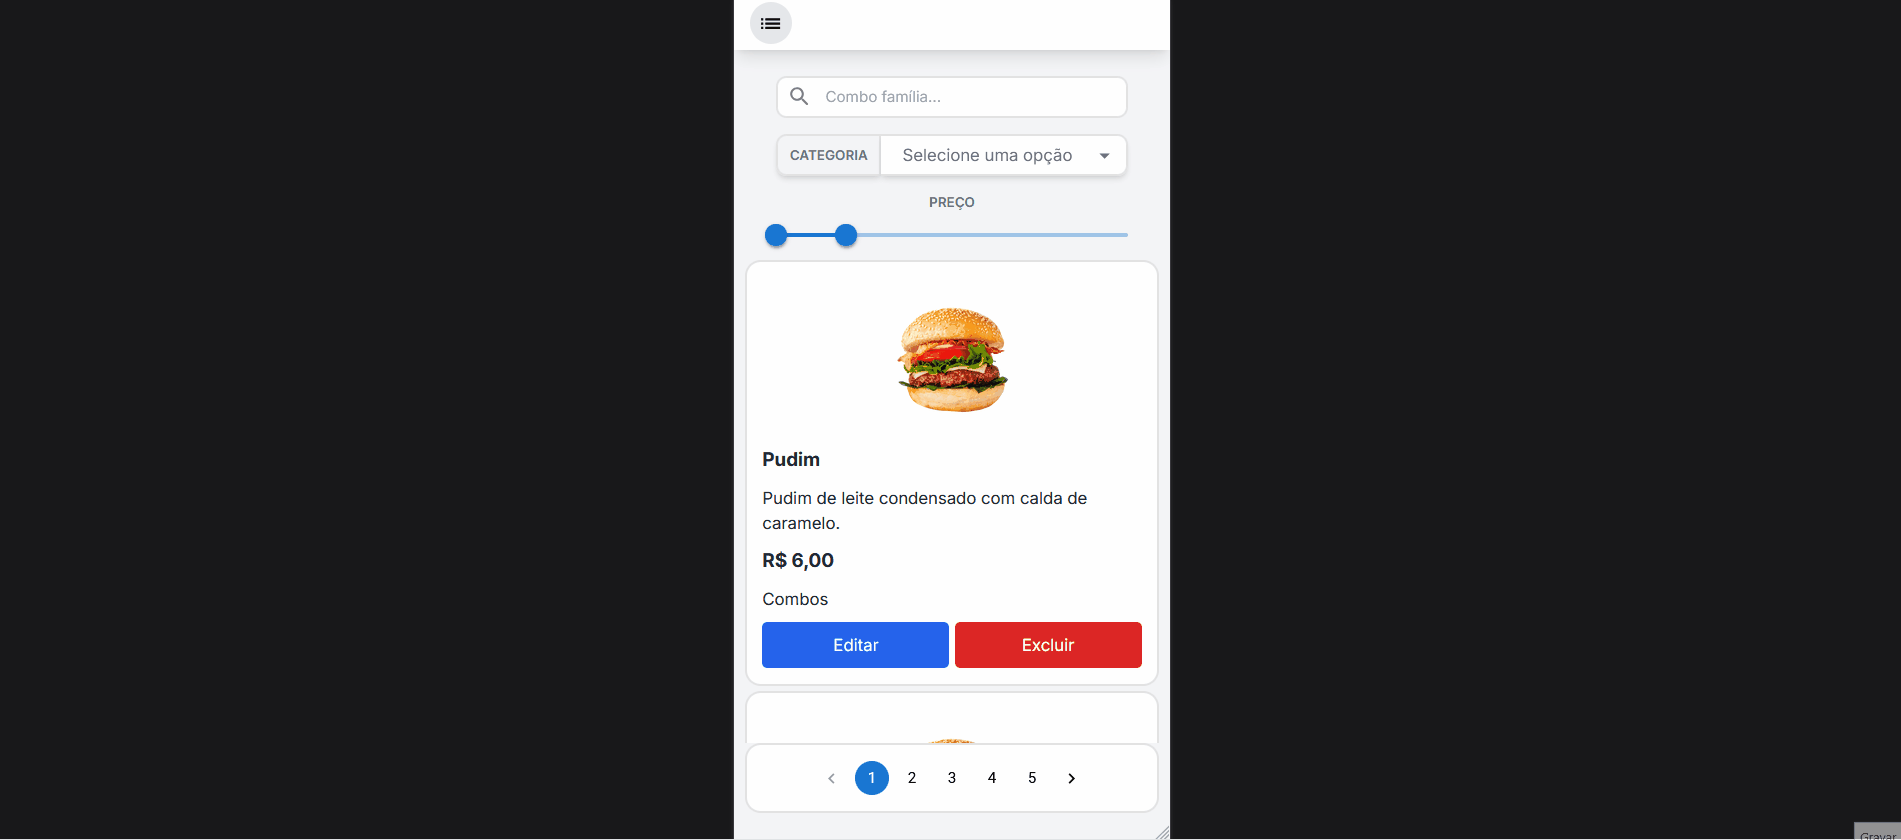 Combo família...
CATEGORIA Selecione uma opção
PREÇO
Pudim
Pudim de leite condensado com calda de
caramelo.
R$ 6,00
Combos
Editar Excluir
1 2 3 4 5
Gravar